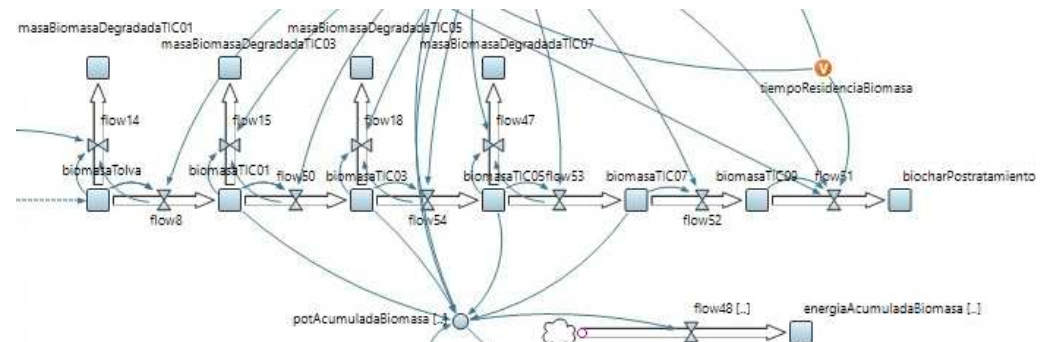 masaBiomasaDegradadaTIC01
masaBiomasaDegradadaTIC05
masaBiomasaDegradadaTIC03
masaBiomasaDegradadaTIC07
V
tiempoResidenciaBiomasa
flow14
flow15
flow18
flow47
biomasaTolva
biomasaTIC01
flow50
biomasaTIC03
biomasaTIC05
flow53
biomasaTIC07
biomasaTIC09
flow51
biocharPostratamiento
flow8
flow54
flow52
potAcumuladaBiomasa [..]
flow48 [..]
energiaAcumuladaBiomasa [..]